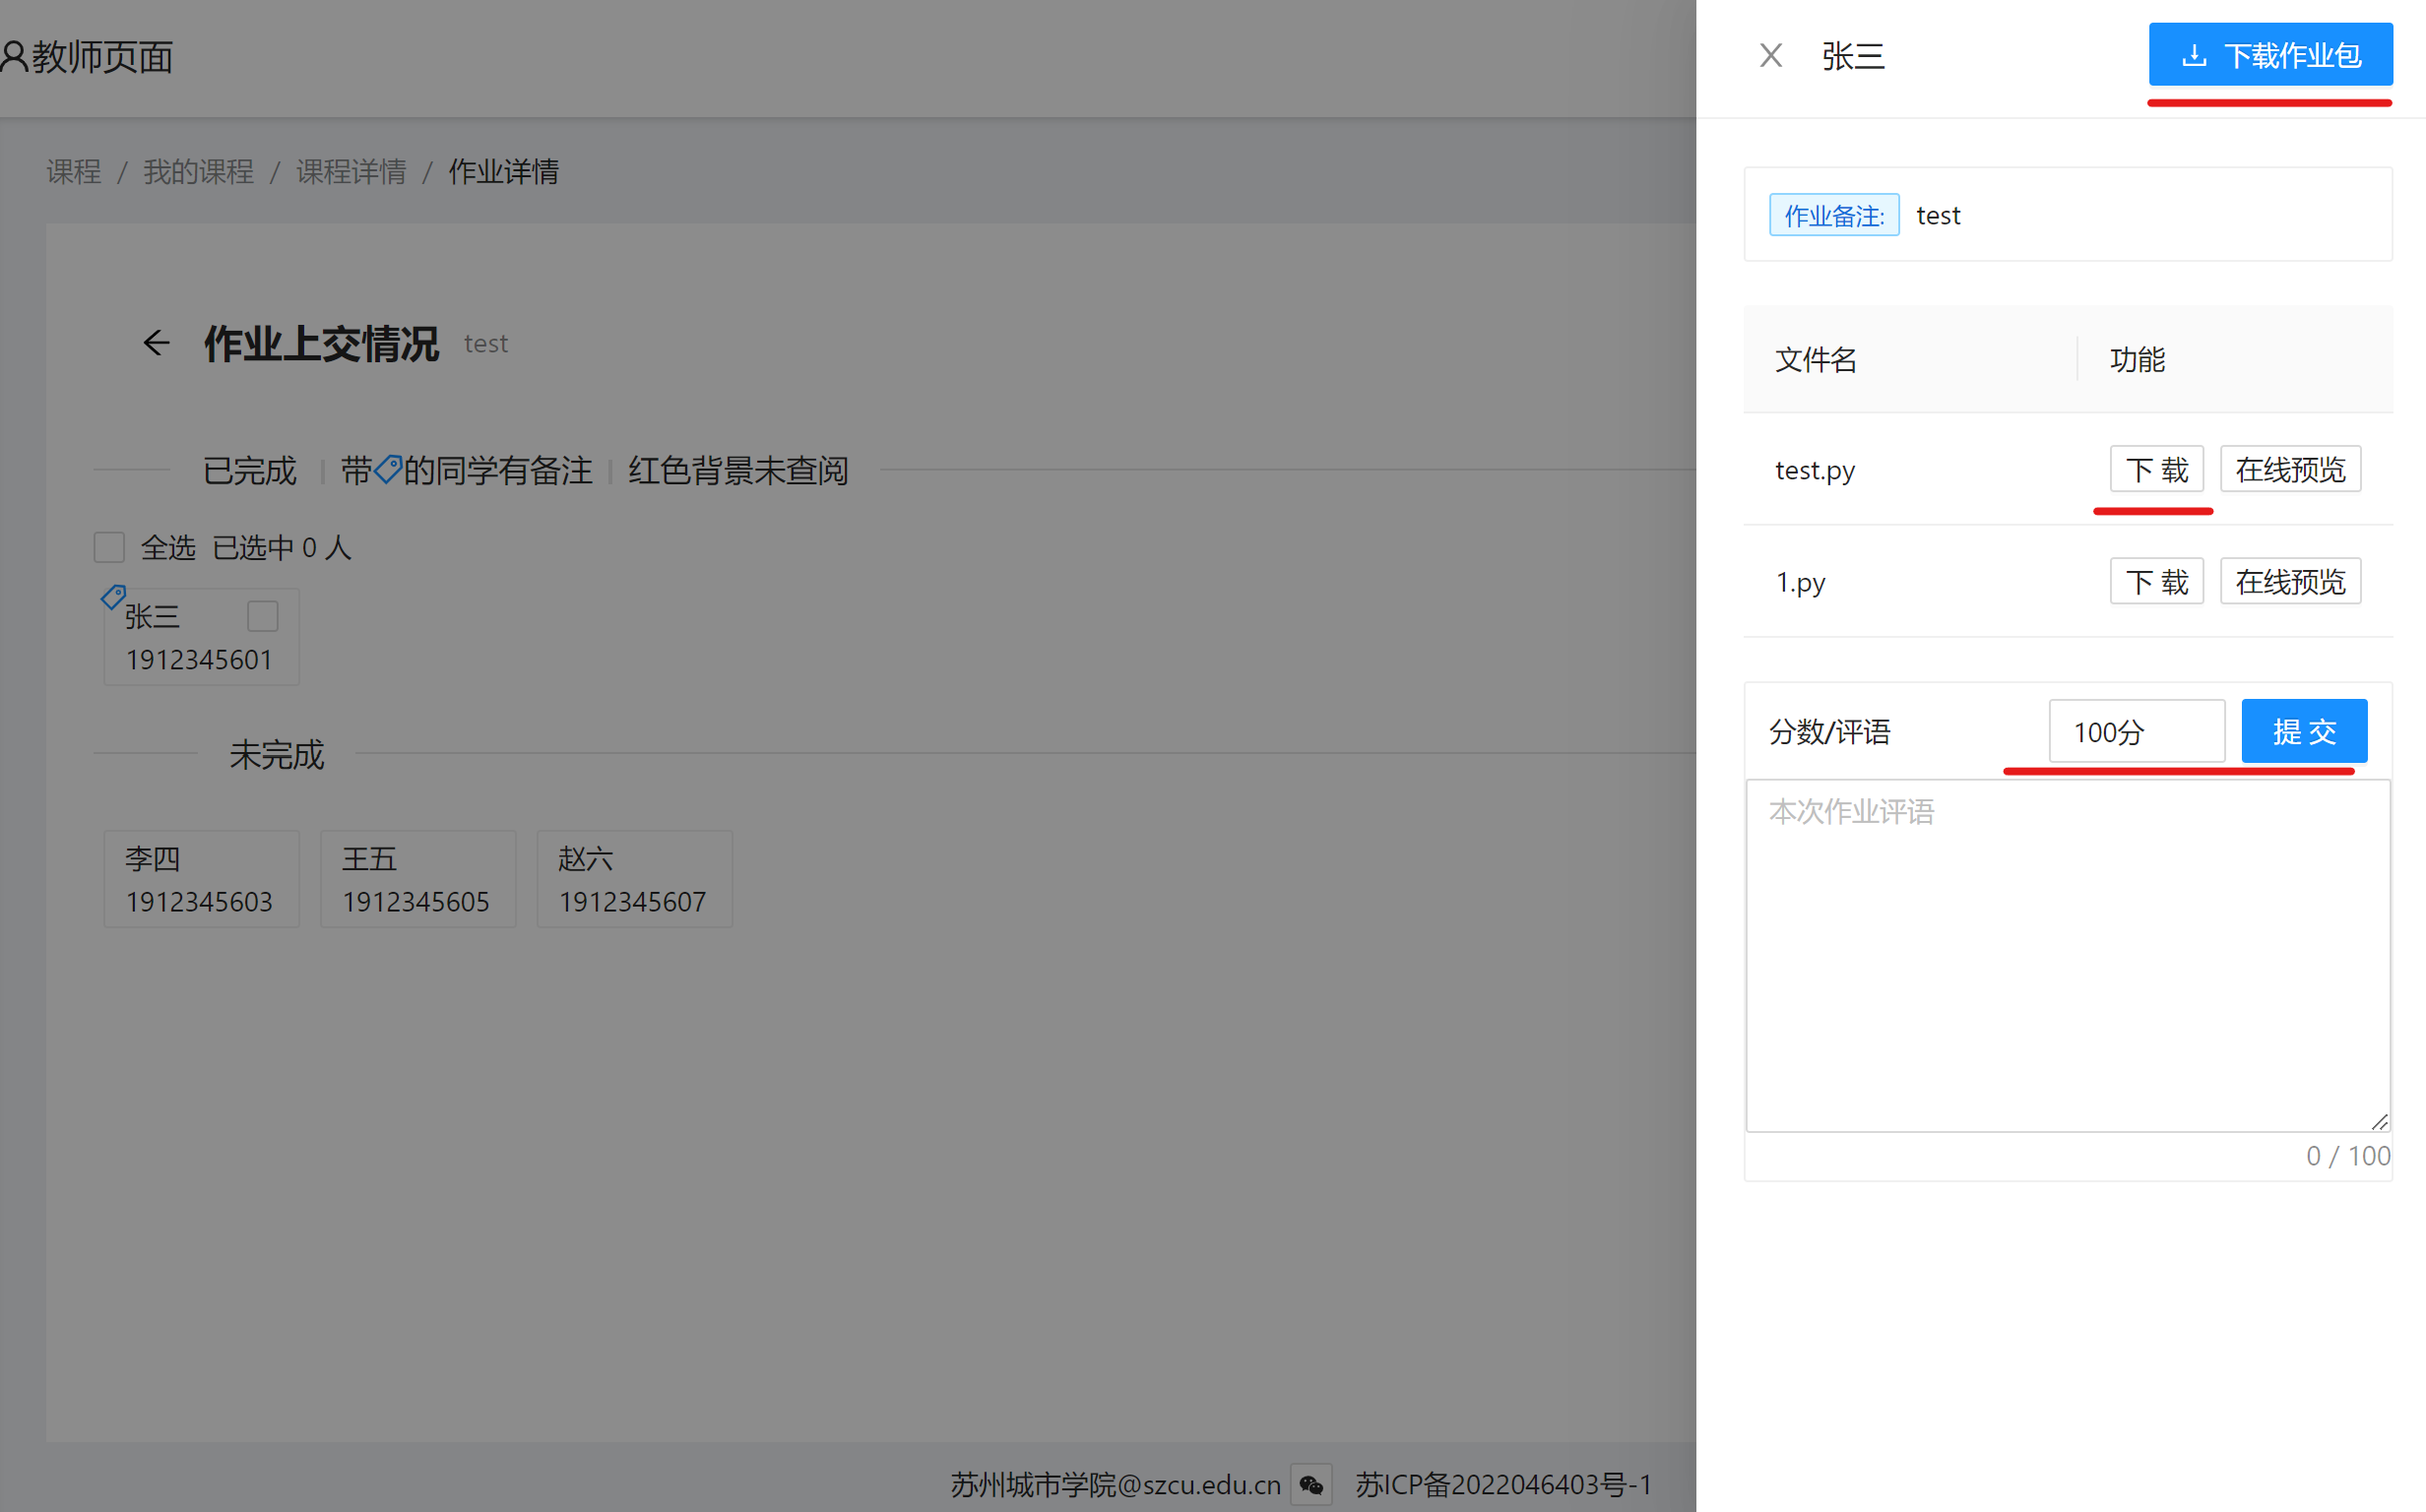 教师页面
课程 / 我的课程 / 课程详情 / 作业详情
作业上交情况 test
已完成 | 带的同学有备注 | 红色背景未查阅
全选 已选中 0 人
张三
1912345601
未完成
李四
1912345603
王五
1912345605
赵六
1912345607
苏州城市学院@szcu.edu.cn 苏ICP备2022046403号-1
张三 下载作业包
作业备注: test
文件名 功能
test.py 下 载 在线预览
1.py 下 载 在线预览
分数/评语 100分 提 交
本次作业评语
0 / 100